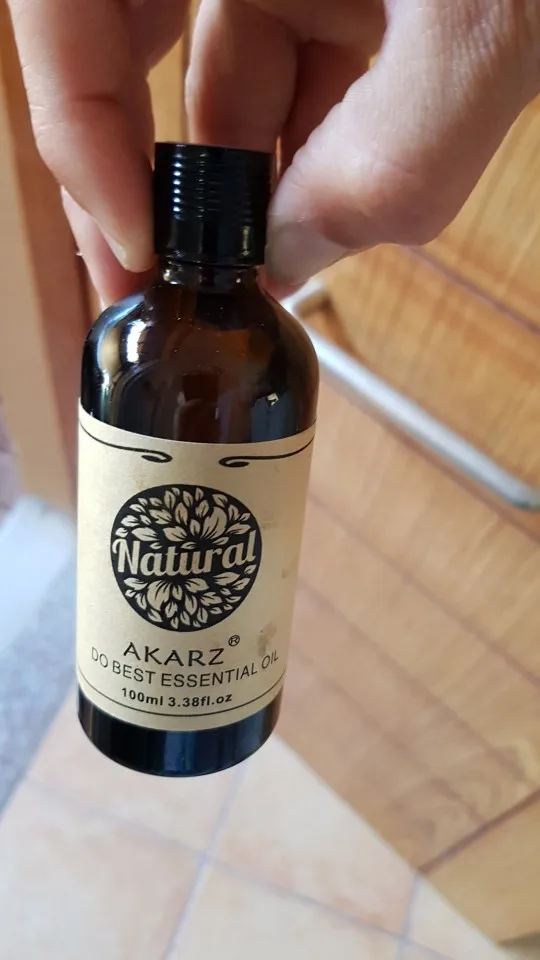 Natural
AKARZ®
DO BEST ESSENTIAL OIL
100ml 3.38fl.oz